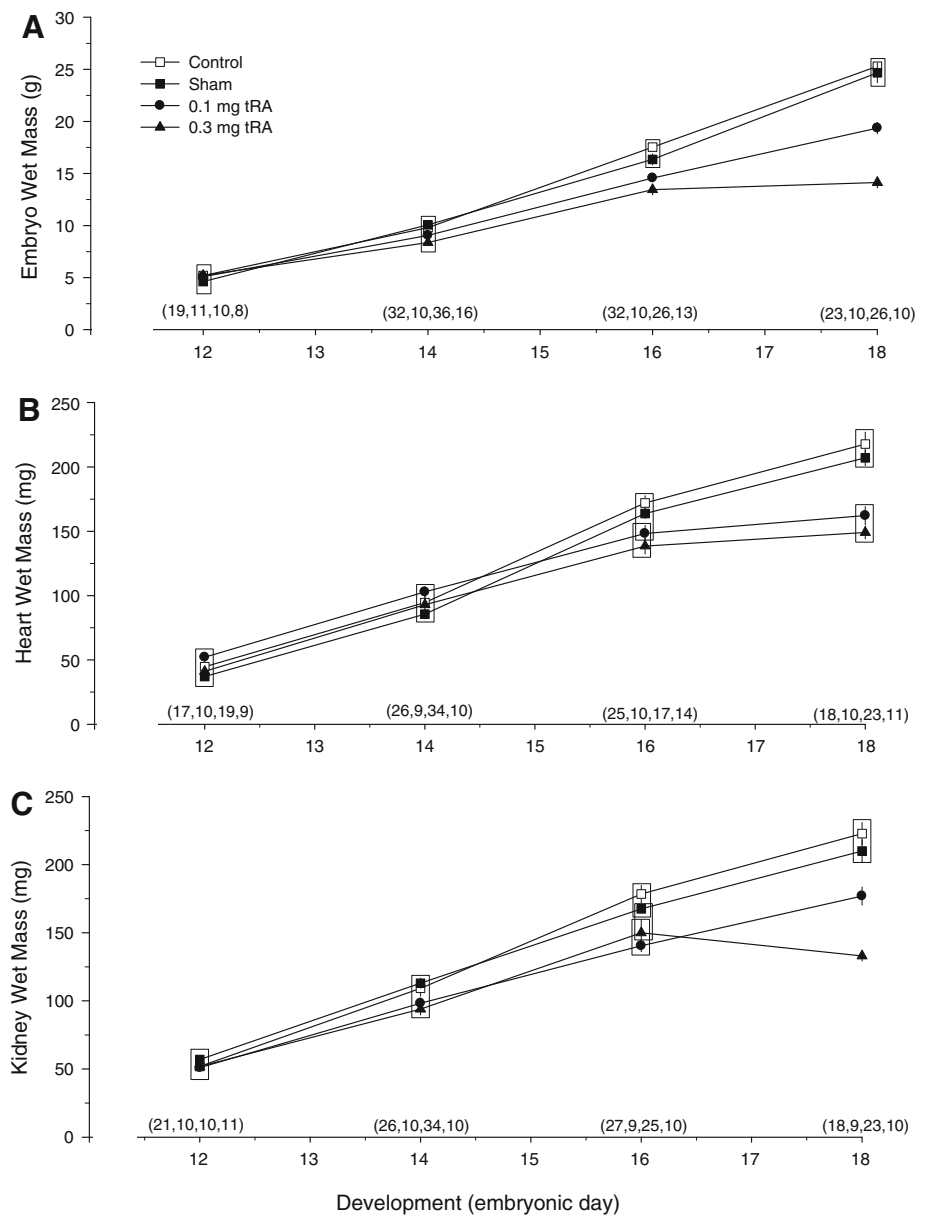 A
Embryo Wet Mass (g)
30
25
20
15
10
5
0
Control
Sham
0.1 mg tRA
0.3 mg tRA
(19,11,10,8) (32,10,36,16) (32,10,26,13) (23,10,26,10)
12 13 14 15 16 17 18
B
Heart Wet Mass (mg)
250
200
150
100
50
0
(17,10,19,9) (26,9,34,10) (25,10,17,14) (18,10,23,11)
12 13 14 15 16 17 18
C
Kidney Wet Mass (mg)
250
200
150
100
50
0
(21,10,10,11) (26,10,34,10) (27,9,25,10) (18,9,23,10)
12 13 14 15 16 17 18
Development (embryonic day)